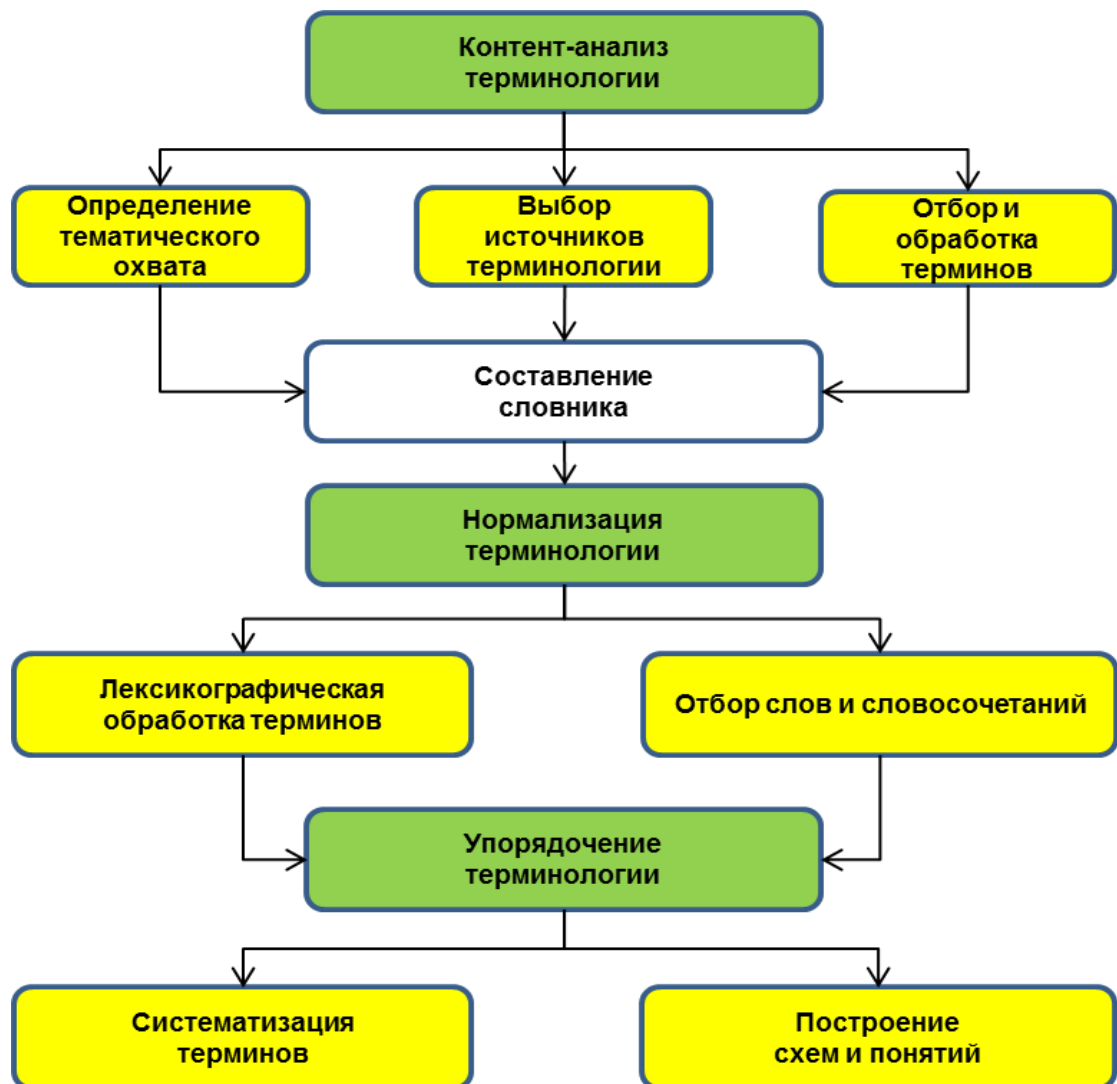 Контент-анализ
терминологии
Определение
тематического
охвата
Выбор
источников
терминологии
Отбор и
обработка
терминов
Составление
словника
Нормализация
терминологии
Лексикографическая
обработка терминов
Отбор слов и словосочетаний
Упорядочение
терминологии
Систематизация
терминов
Построение
схем и понятий